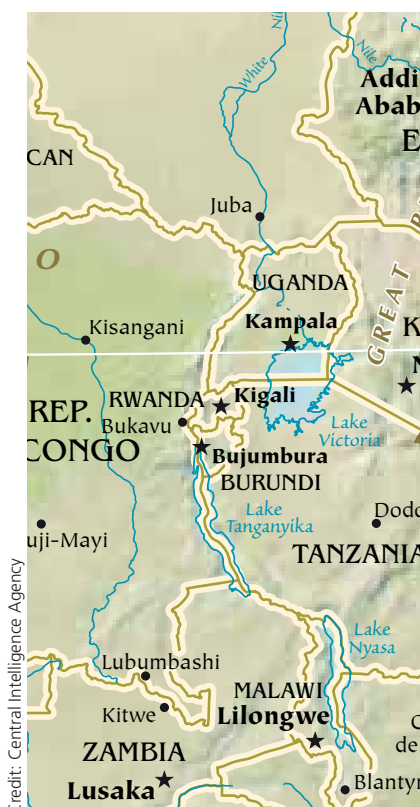 Nile
Nile
White
Addi
Abab
E
CAN
Juba
GREAT
O
UGANDA
Kampala
K
Kisangani
N
RWANDA
Kigali
REP.
Bukavu
CONGO
Lake
Victoria
Bujumbura
BURUNDI
Lake
Tanganyika
Dodo
uji-Mayi
TANZANIA
Lake
Nyasa
Lubumbashi
MALAWI
Kitwe
Lilongwe
C
de
ZAMBIA
Lusaka
Blantyr
Credit: Central Intelligence Agency